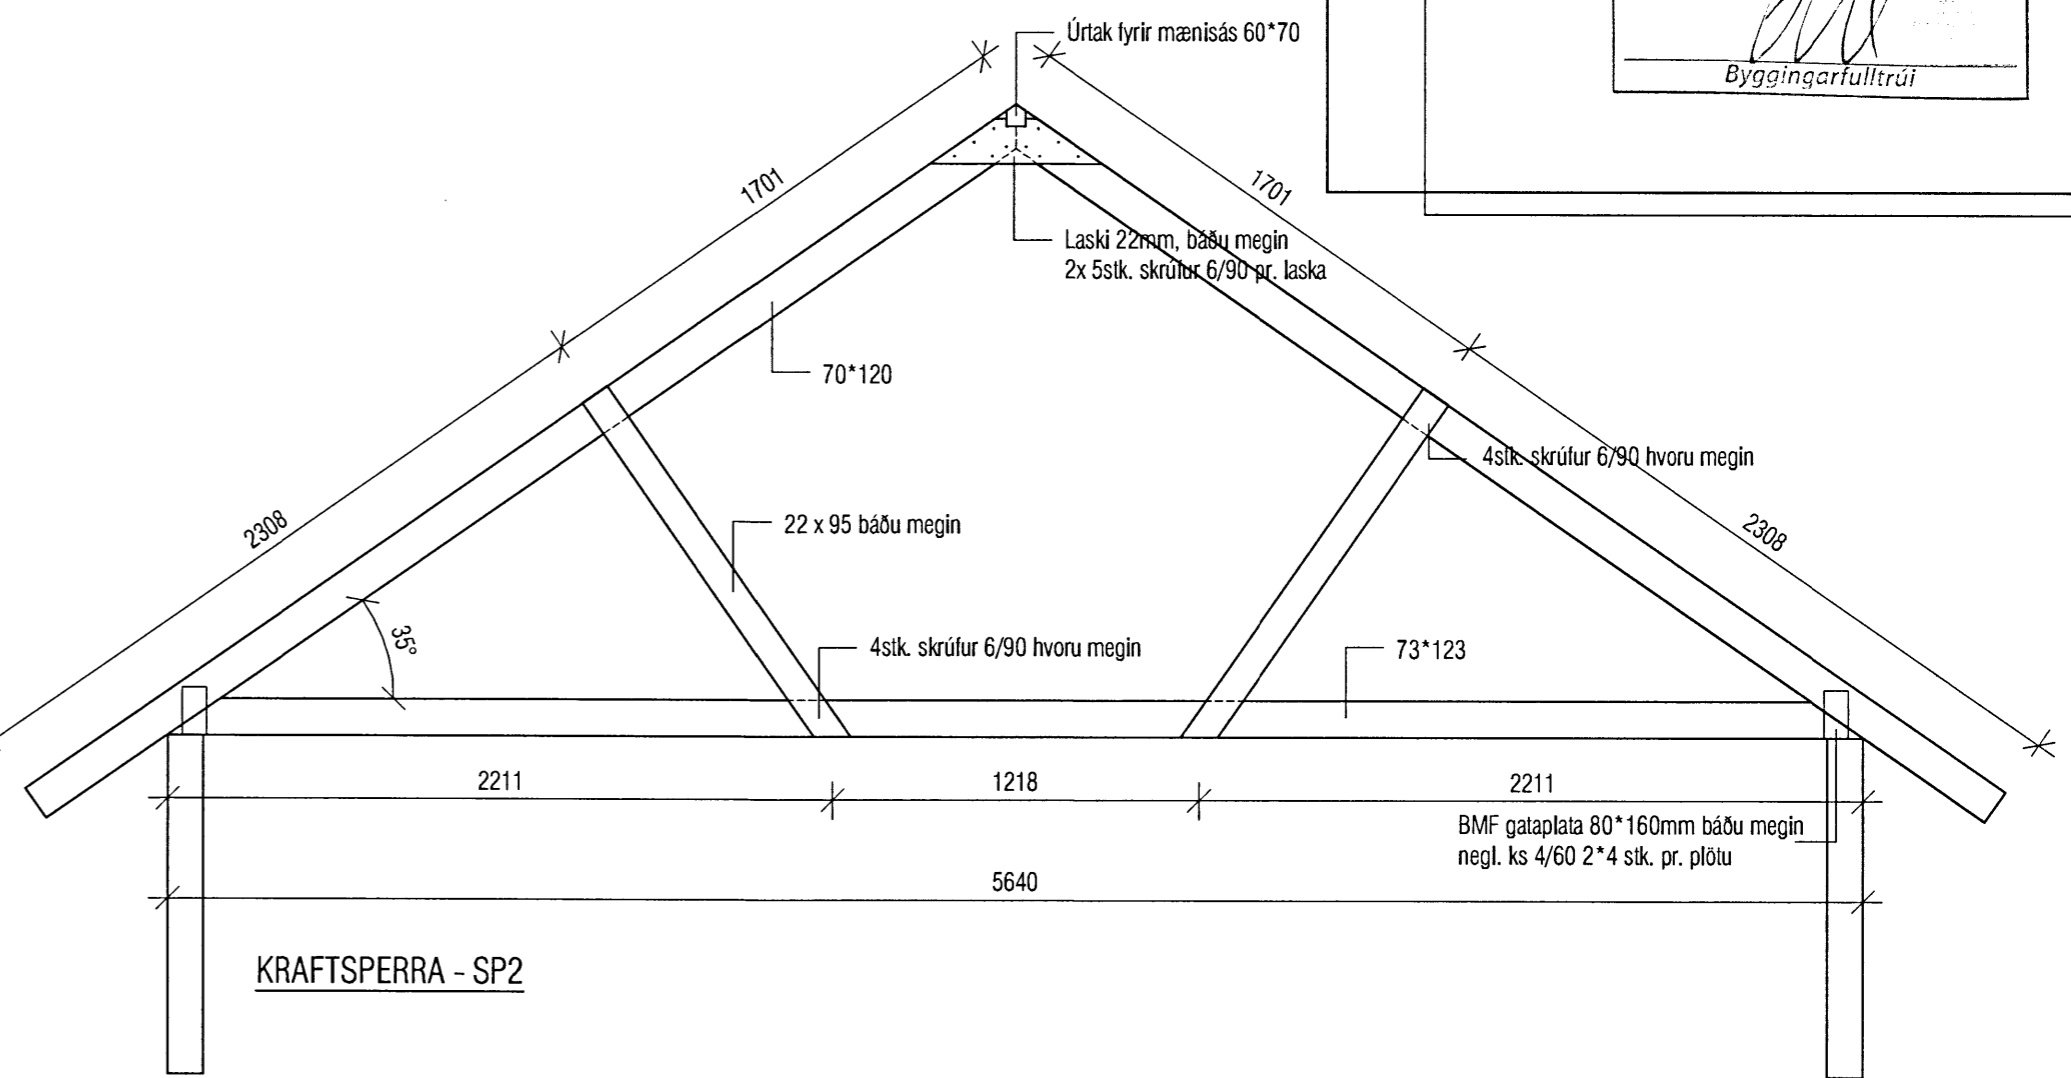 Úrtak fyrir mænisás 60*70
Byggingarfulltrúi
1701
1701
Laski 22mm, báðu megin
2x 5stk. skrúfur 6/90 pr. laska
70*120
4stk. skrúfur 6/90 hvoru megin
2308
22 x 95 báðu megin
2308
35°
4stk. skrúfur 6/90 hvoru megin
73*123
2211
1218
2211
BMF gataplata 80*160mm báðu megin
negl. ks 4/60 2*4 stk. pr. plötu
5640
KRAFTSPERRA - SP2